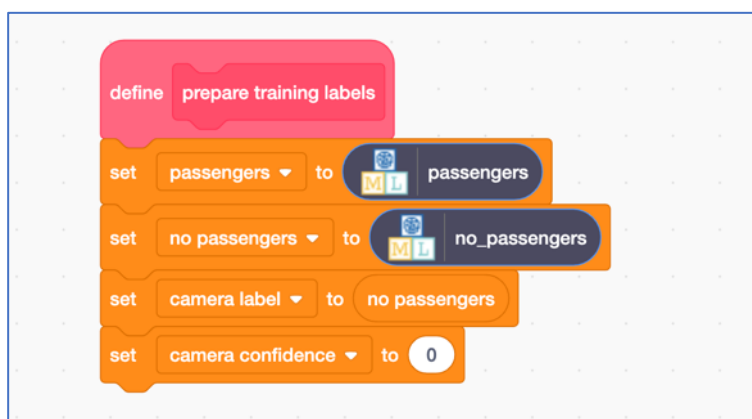 define prepare training labels
set passengers to ML passengers
set no passengers to ML no_passengers
set camera label to no passengers
set camera confidence to 0